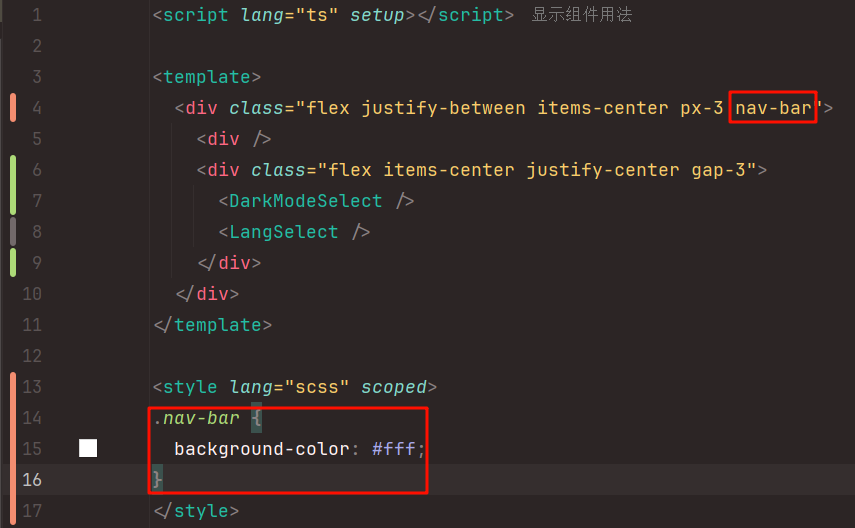 1 <script lang="ts" setup></script> 显示组件用法
2
3 <template>
4 <div class="flex justify-between items-center px-3 nav-bar">
5 <div />
6 <div class="flex items-center justify-center gap-3">
7 <DarkModeSelect />
8 <LangSelect />
9 </div>
10 </div>
11 </template>
12
13 <style lang="scss" scoped>
14 .nav-bar {
15 background-color: #fff;
16 }
17 </style>